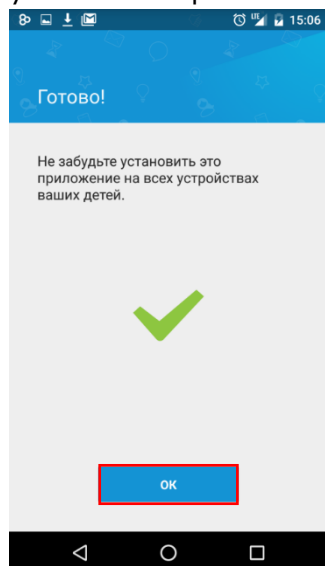 15:06
Готово!
Не забудьте установить это
приложение на всех устройствах
ваших детей.
ОК